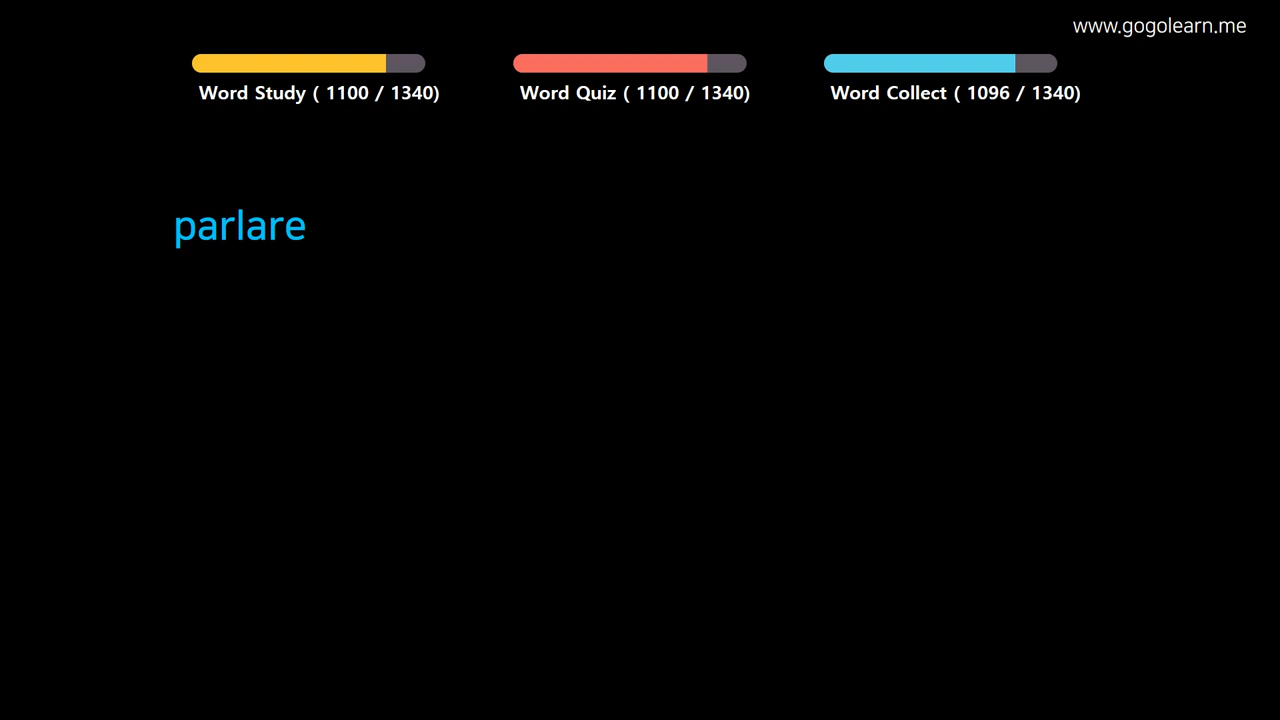 www.gogolearn.me
Word Study ( 1100 / 1340)
Word Quiz ( 1100 / 1340)
Word Collect ( 1096 / 1340)
parlare